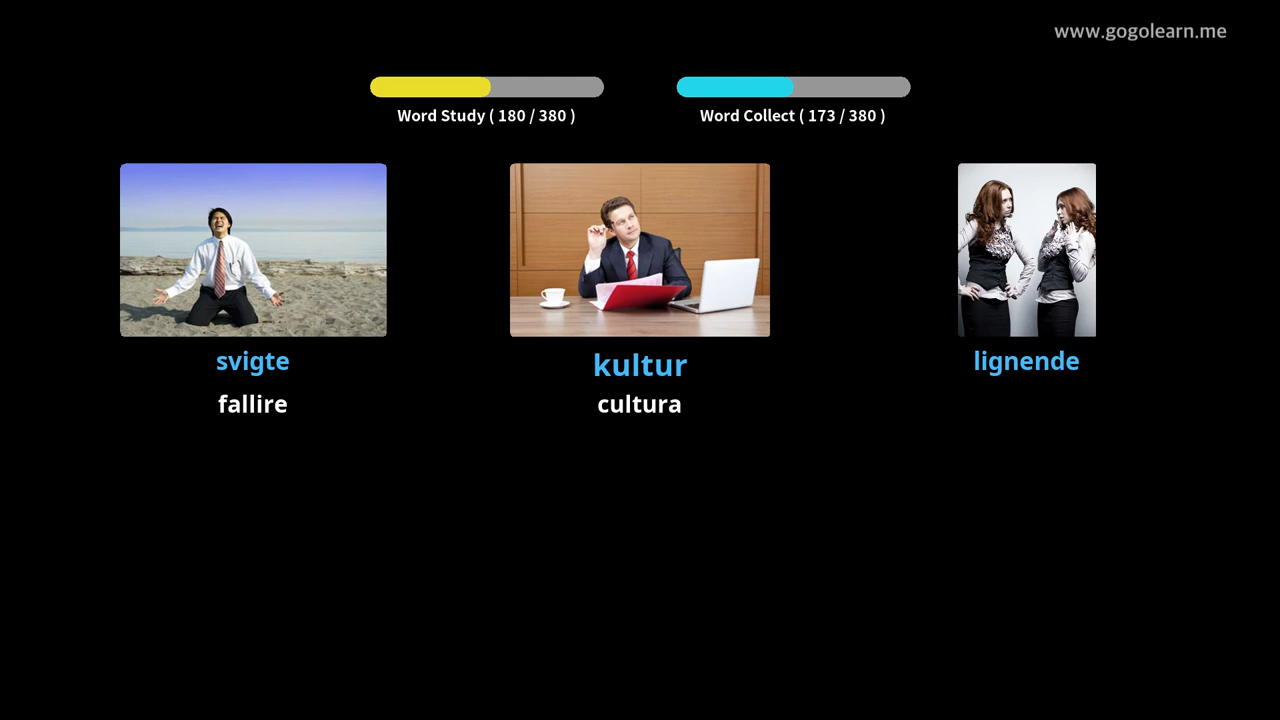 www.gogolearn.me
Word Study ( 180 / 380 )
Word Collect ( 173 / 380 )
svigte
kultur
lignende
fallire
cultura